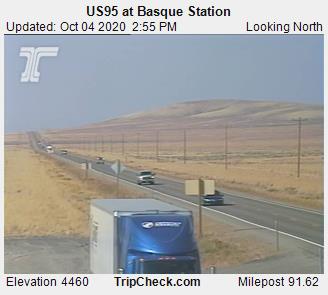 US95 at Basque Station
Updated: Oct 04 2020 2:55 PM Looking North
Elevation 4460 TripCheck.com Milepost 91.62